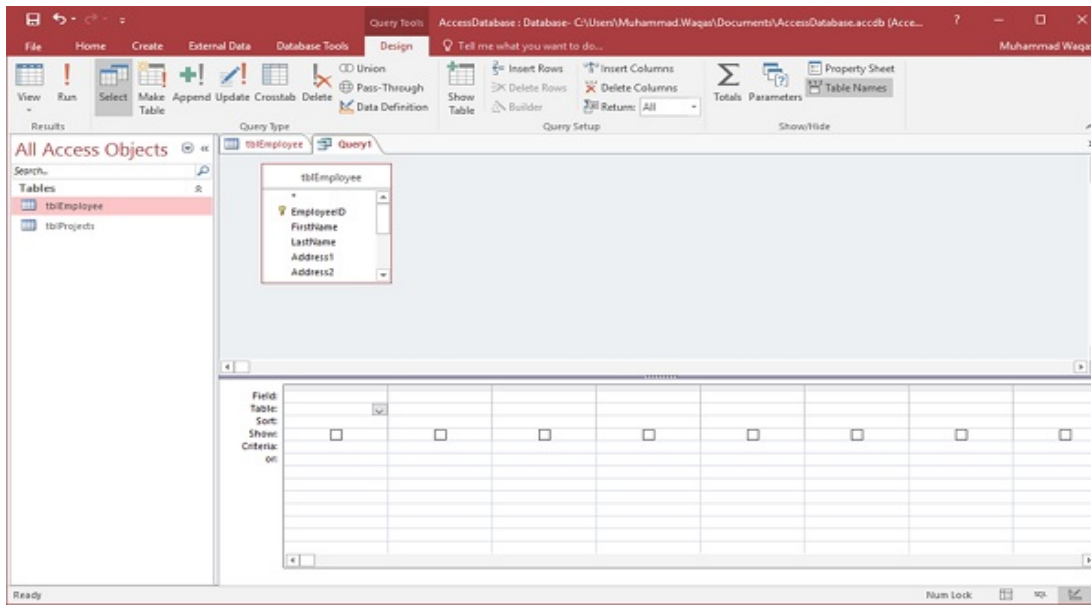 Query Tools
AccessDatabase : Database- C:\Users\Muhammad.Waqas\Documents\AccessDatabase.accdb (Acce...
?
File Home Create External Data Database Tools Design Tell me what you want to do...
Muhammad Waqas
View
Run
Select
Make Table
Append
Update
Crosstab
Delete
Union
Pass-Through
Data Definition
Show Table
Insert Rows
Delete Rows
Builder
Insert Columns
Delete Columns
Return: All
Totals
Parameters
Property Sheet
Table Names
Results
Query Type
Query Setup
Show/Hide
All Access Objects
Search..
Tables
tblEmployee
tblProjects
tblEmployee
Query1
tblEmployee
*
EmployeeID
FirstName
LastName
Address1
Address2
Field:
Table:
Sort:
Show:
Criteria:
or:
Ready
Num Lock
SQL